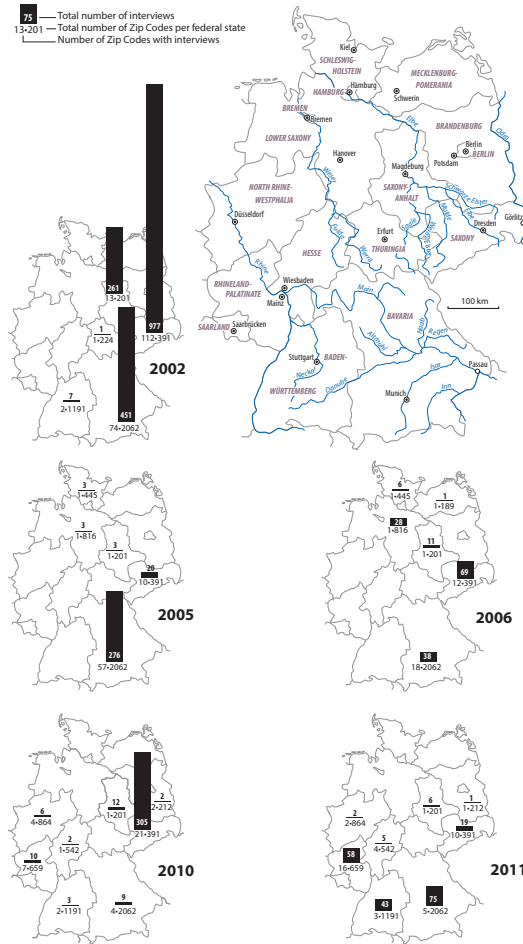 75
Total number of interviews
13•201
Total number of Zip Codes per federal state
Number of Zip Codes with interviews
Kiel
SCHLESWIG-
HOLSTEIN
HAMBURG
Hamburg
MECKLENBURG-
POMERANIA
Schwerin
BREMEN
Bremen
Elbe
BRANDENBURG
Oder
LOWER SAXONY
Hanover
Berlin
BERLIN
Potsdam
Weser
Magdeburg
NORTH RHINE-
WESTPHALIA
SAXONY-
ANHALT
Schwarze Elster
Elbe
Mulde
Saale
Düsseldorf
Fulda
Werra
Erfurt
THURINGIA
Dresden
Görlitz
SAXONY
HESSE
Rhine
RHINELAND-
PALATINATE
Wiesbaden
Mainz
Main
100 km
SAARLAND
Saarbrücken
BAVARIA
Naab
Regen
Altmühl
Stuttgart
BADEN-
WÜRTTEMBERG
Neckar
Danube
Isar
Passau
Munich
Inn
261
13•201
977
112•391
1
1•224
2002
7
2•1191
451
74•2062
3
1•445
3
1•816
3
1•201
20
10•391
2005
276
57•2062
6
1•445
1
1•189
28
1•816
11
1•201
69
12•391
2006
38
18•2062
6
4•864
12
1•201
2
2•212
305
21•391
2
1•542
10
7•659
2010
3
2•1191
9
4•2062
2
2•864
6
1•201
1
1•212
19
10•391
5
4•542
58
16•659
2011
43
3•1191
75
5•2062